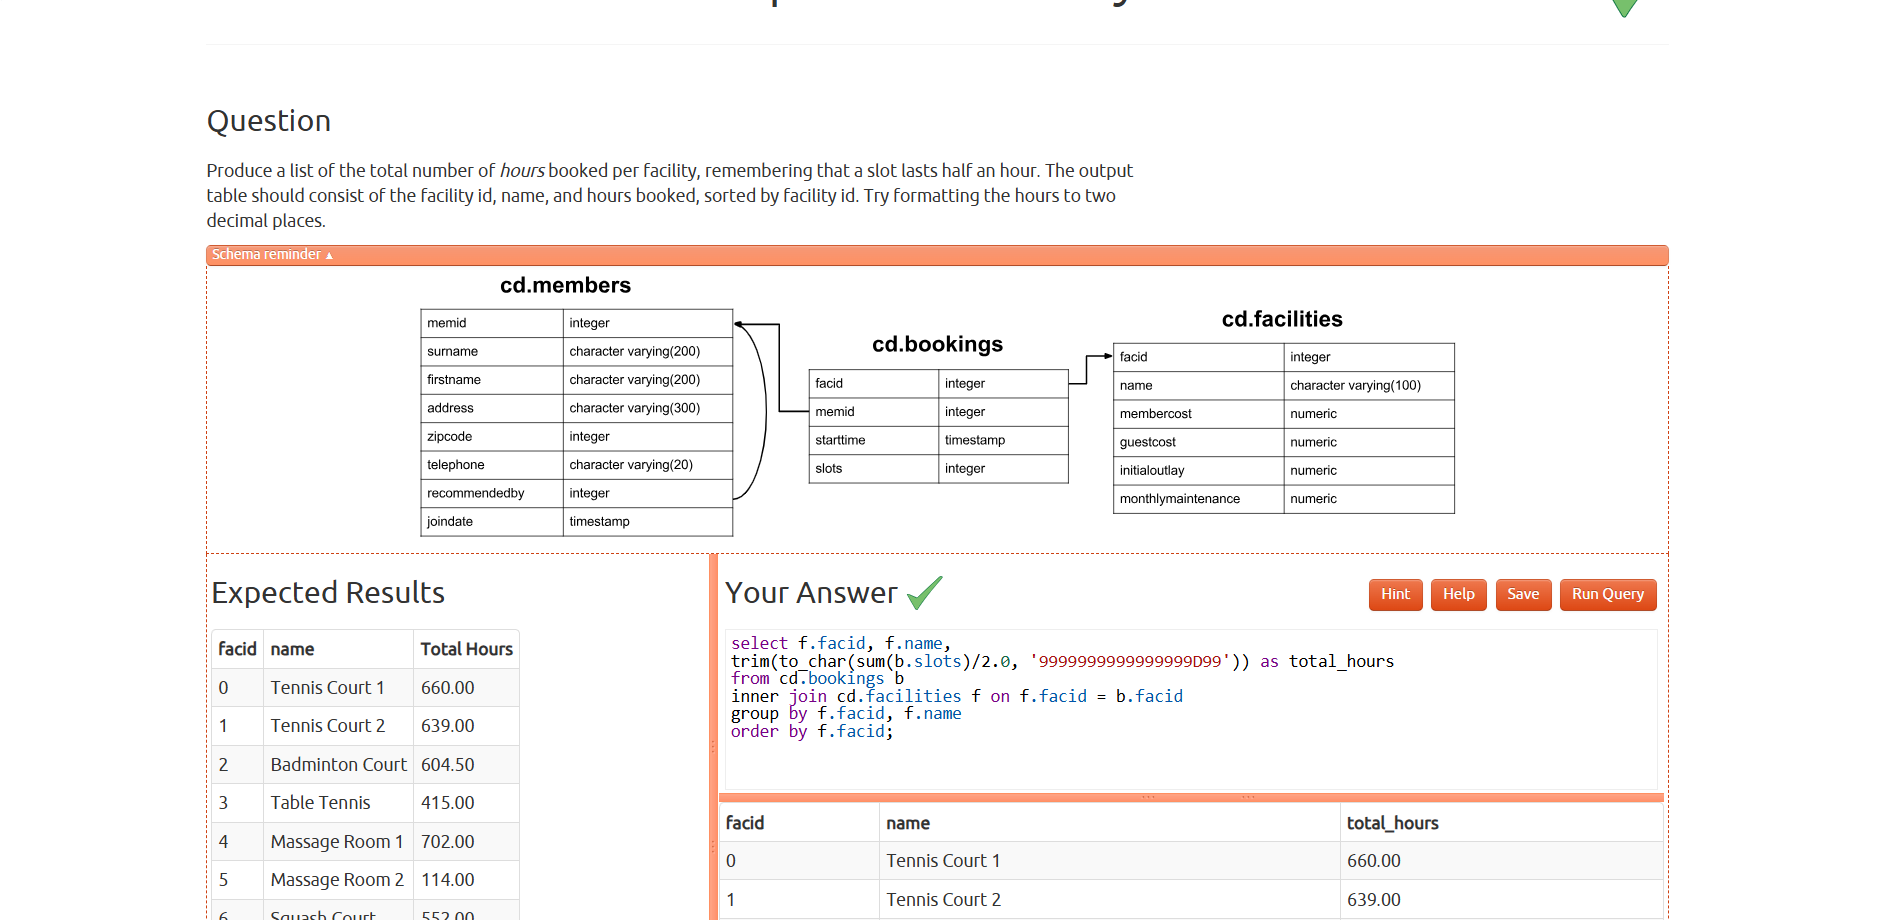 Question
Produce a list of the total number of hours booked per facility, remembering that a slot lasts half an hour. The output
table should consist of the facility id, name, and hours booked, sorted by facility id. Try formatting the hours to two
decimal places.
Schema reminder ▲
cd.members
memid integer
surname character varying(200)
firstname character varying(200)
address character varying(300)
zipcode integer
telephone character varying(20)
recommendedby integer
joindate timestamp
cd.bookings
facid integer
memid integer
starttime timestamp
slots integer
cd.facilities
facid integer
name character varying(100)
membercost numeric
guestcost numeric
initialoutlay numeric
monthlymaintenance numeric
Expected Results
facid name Total Hours
0 Tennis Court 1 660.00
1 Tennis Court 2 639.00
2 Badminton Court 604.50
3 Table Tennis 415.00
4 Massage Room 1 702.00
5 Massage Room 2 114.00
6 Squash Court 552.00
Your Answer
Hint Help Save Run Query
select f.facid, f.name,
trim(to_char(sum(b.slots)/2.0, '9999999999999999D99')) as total_hours
from cd.bookings b
inner join cd.facilities f on f.facid = b.facid
group by f.facid, f.name
order by f.facid;
facid name total_hours
0 Tennis Court 1 660.00
1 Tennis Court 2 639.00